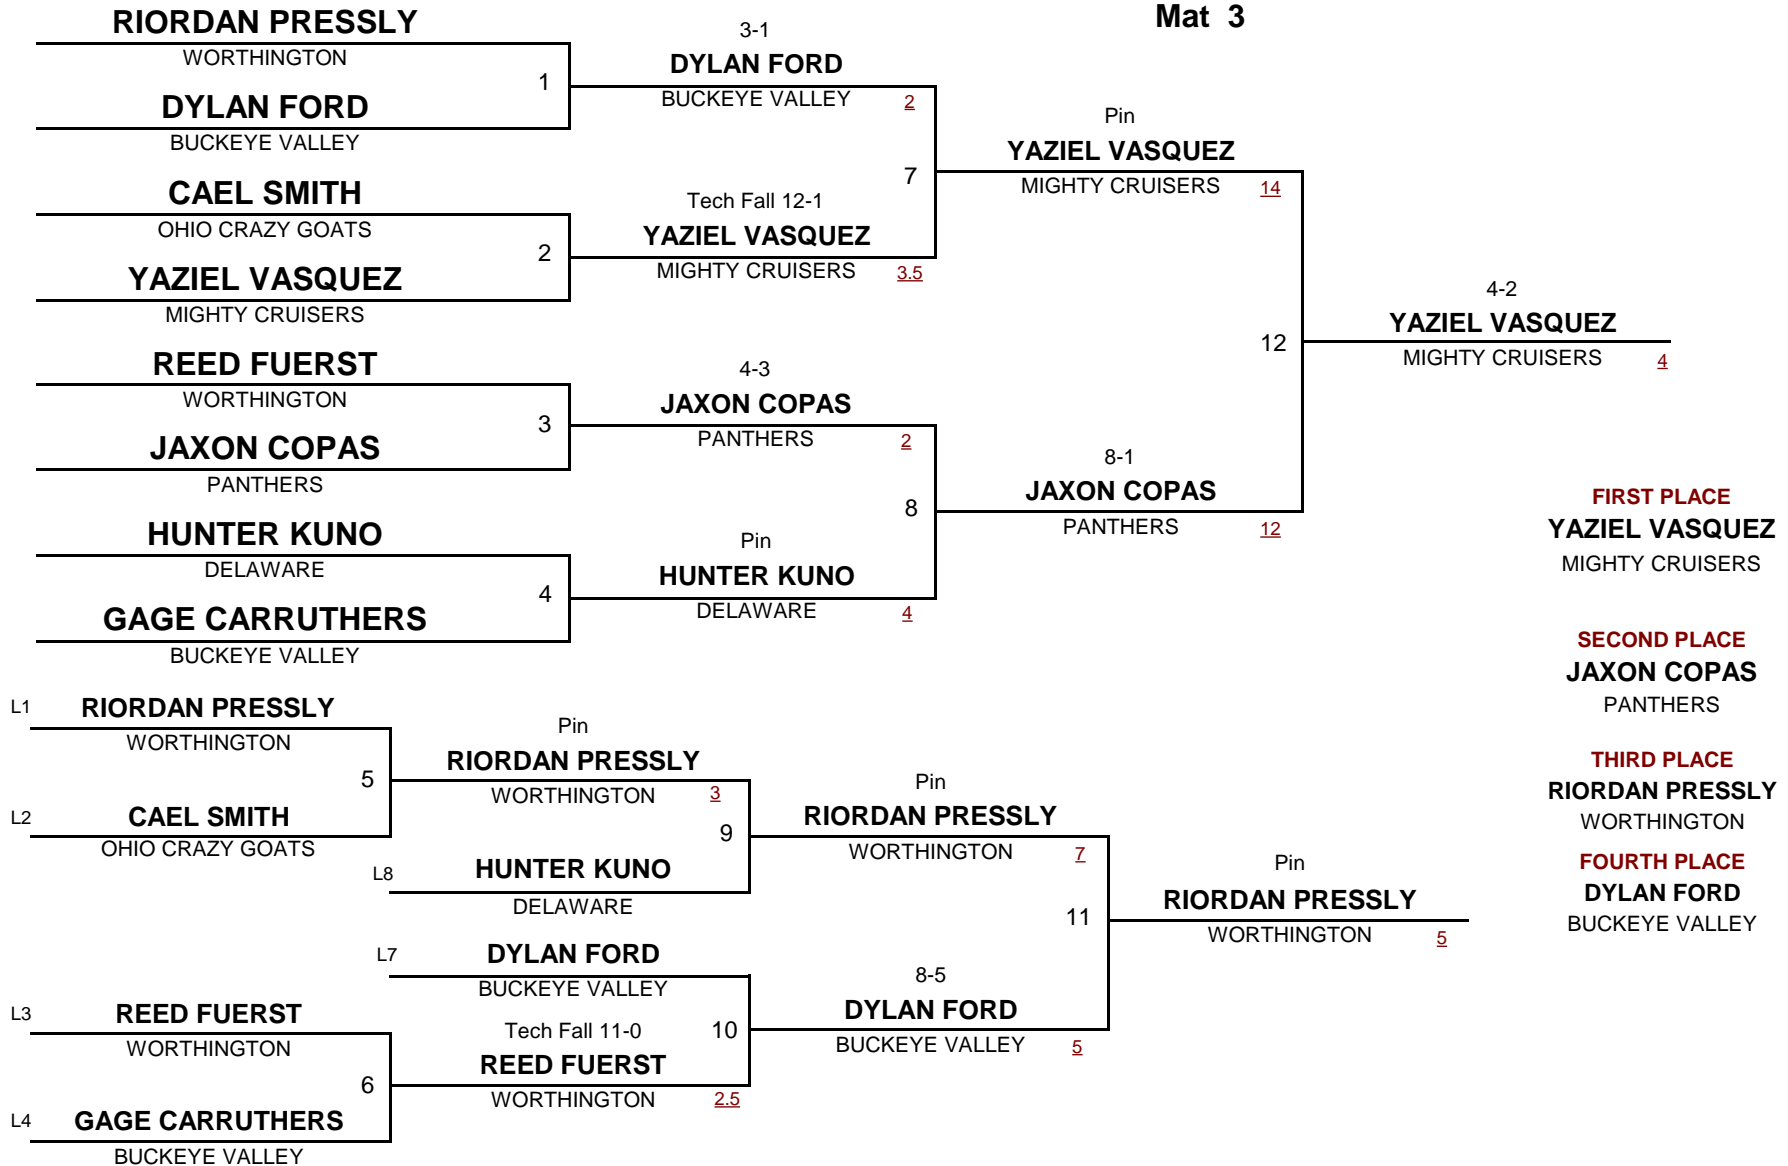 Mat 3
RIORDAN PRESSLY
WORTHINGTON
1
DYLAN FORD
BUCKEYE VALLEY
CAEL SMITH
OHIO CRAZY GOATS
2
YAZIEL VASQUEZ
MIGHTY CRUISERS
REED FUERST
WORTHINGTON
3
JAXON COPAS
PANTHERS
HUNTER KUNO
DELAWARE
4
GAGE CARRUTHERS
BUCKEYE VALLEY
3-1
DYLAN FORD
BUCKEYE VALLEY 2
7
Tech Fall 12-1
YAZIEL VASQUEZ
MIGHTY CRUISERS 3.5
4-3
JAXON COPAS
PANTHERS 2
8
Pin
HUNTER KUNO
DELAWARE 4
Pin
YAZIEL VASQUEZ
MIGHTY CRUISERS 14
12
8-1
JAXON COPAS
PANTHERS 12
4-2
YAZIEL VASQUEZ
MIGHTY CRUISERS 4
FIRST PLACE
YAZIEL VASQUEZ
MIGHTY CRUISERS
SECOND PLACE
JAXON COPAS
PANTHERS
THIRD PLACE
RIORDAN PRESSLY
WORTHINGTON
FOURTH PLACE
DYLAN FORD
BUCKEYE VALLEY
L1 RIORDAN PRESSLY
WORTHINGTON
5
L2 CAEL SMITH
OHIO CRAZY GOATS
L3 REED FUERST
WORTHINGTON
6
L4 GAGE CARRUTHERS
BUCKEYE VALLEY
Pin
RIORDAN PRESSLY
WORTHINGTON 3
9
L8 HUNTER KUNO
DELAWARE
L7 DYLAN FORD
BUCKEYE VALLEY
Tech Fall 11-0 10
REED FUERST
WORTHINGTON 2.5
Pin
RIORDAN PRESSLY
WORTHINGTON 7
11
8-5
DYLAN FORD
BUCKEYE VALLEY 5
Pin
RIORDAN PRESSLY
WORTHINGTON 5